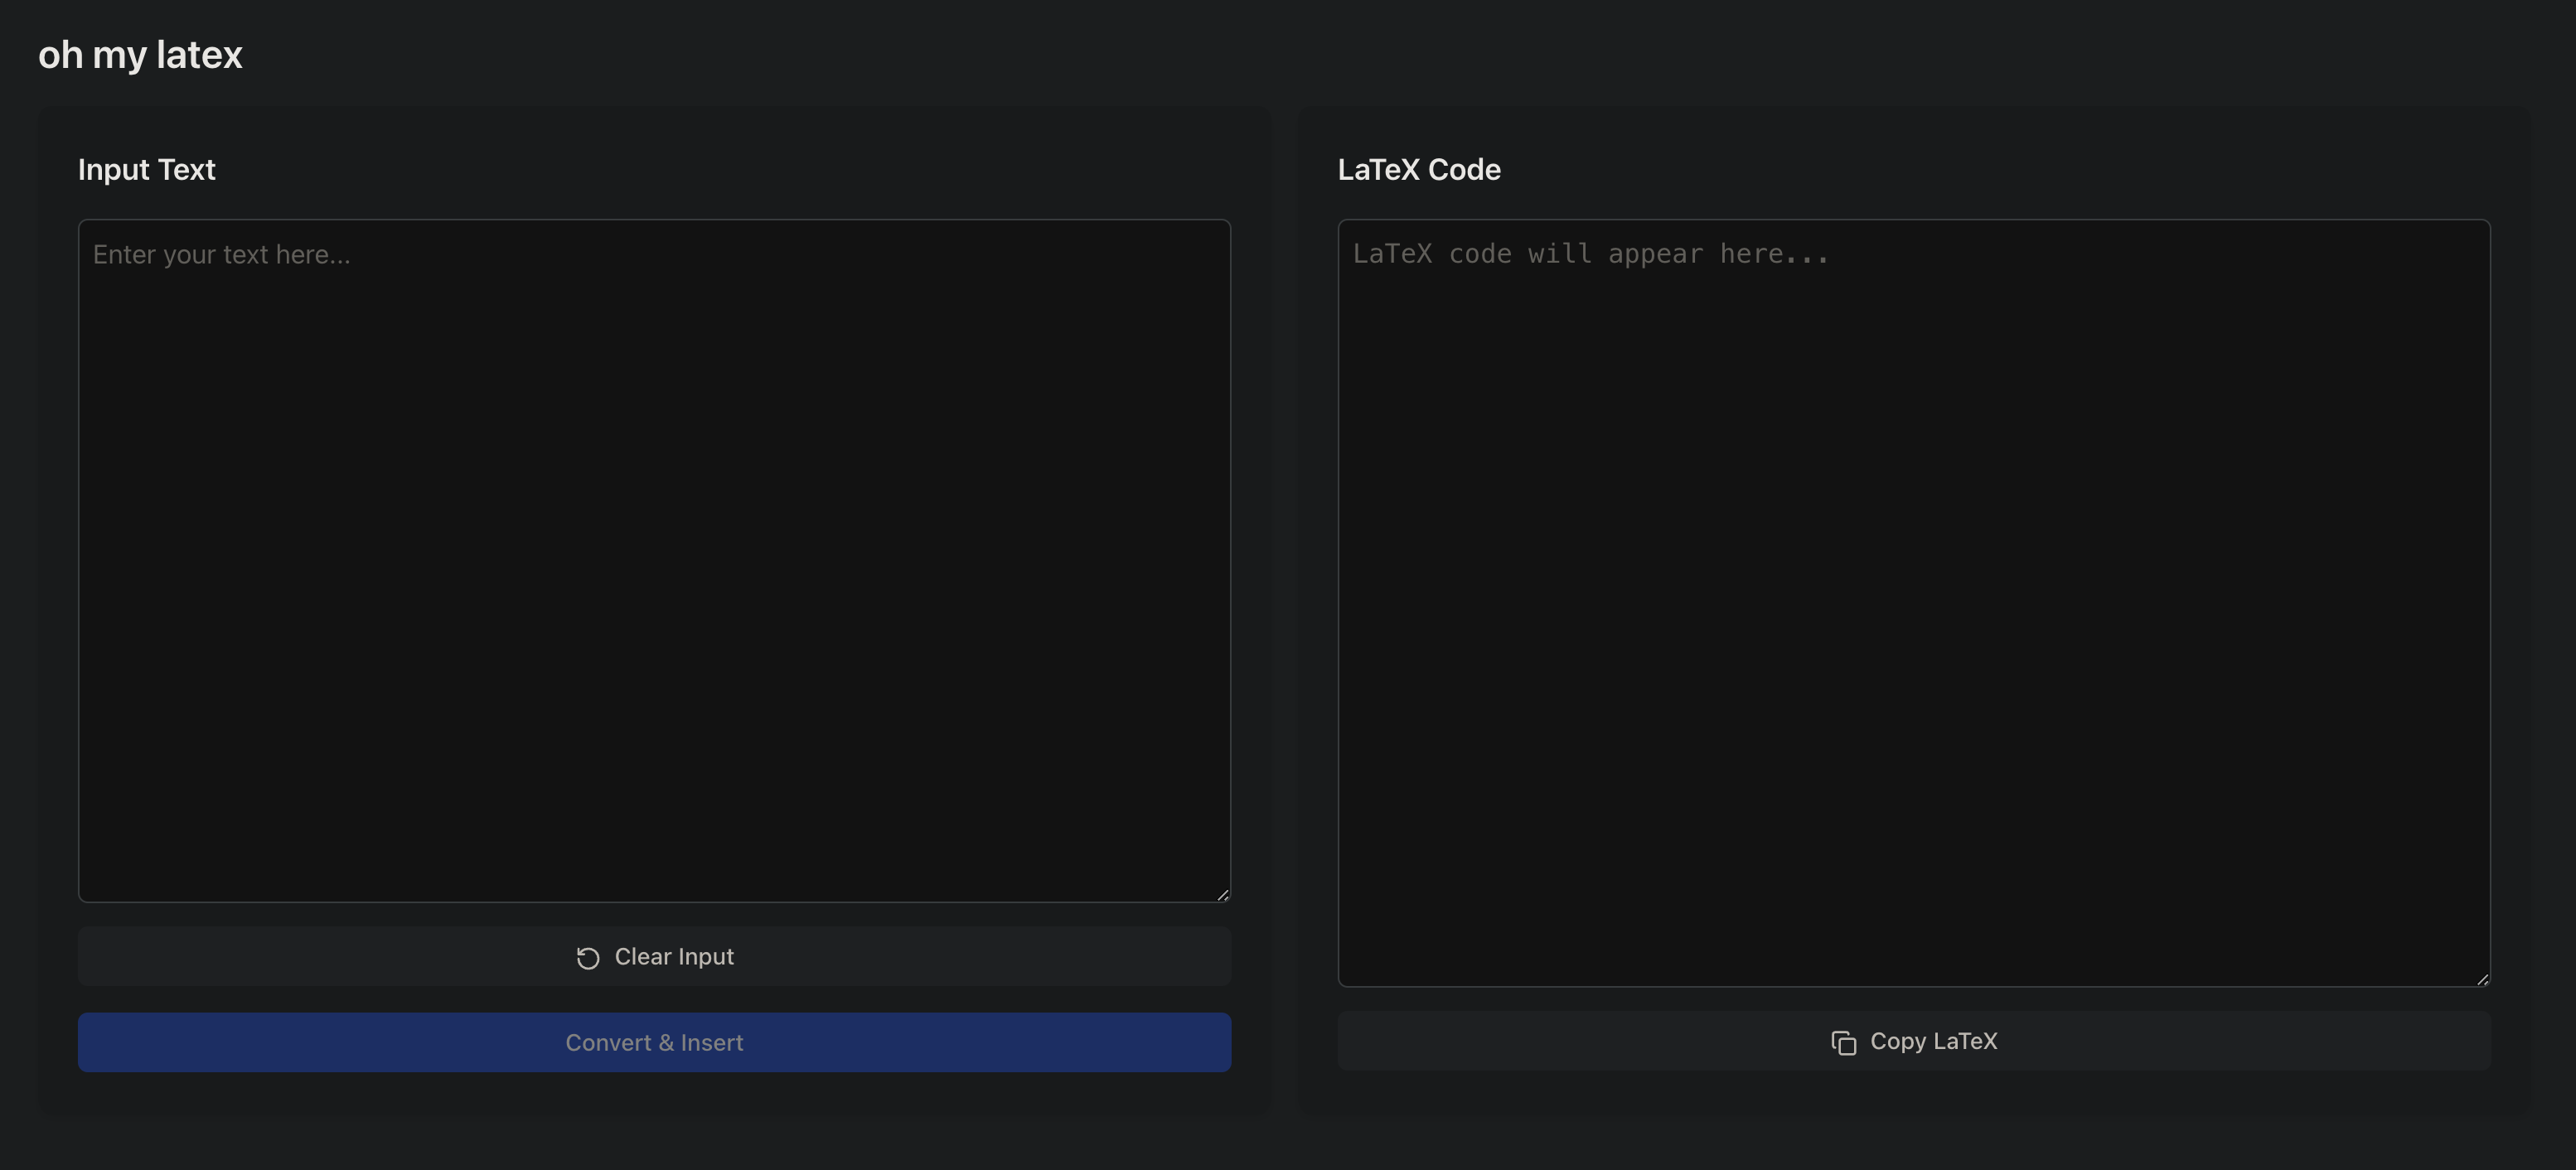 oh my latex
Input Text
Enter your text here...
Clear Input
Convert & Insert
LaTeX Code
LaTeX code will appear here...
Copy LaTeX